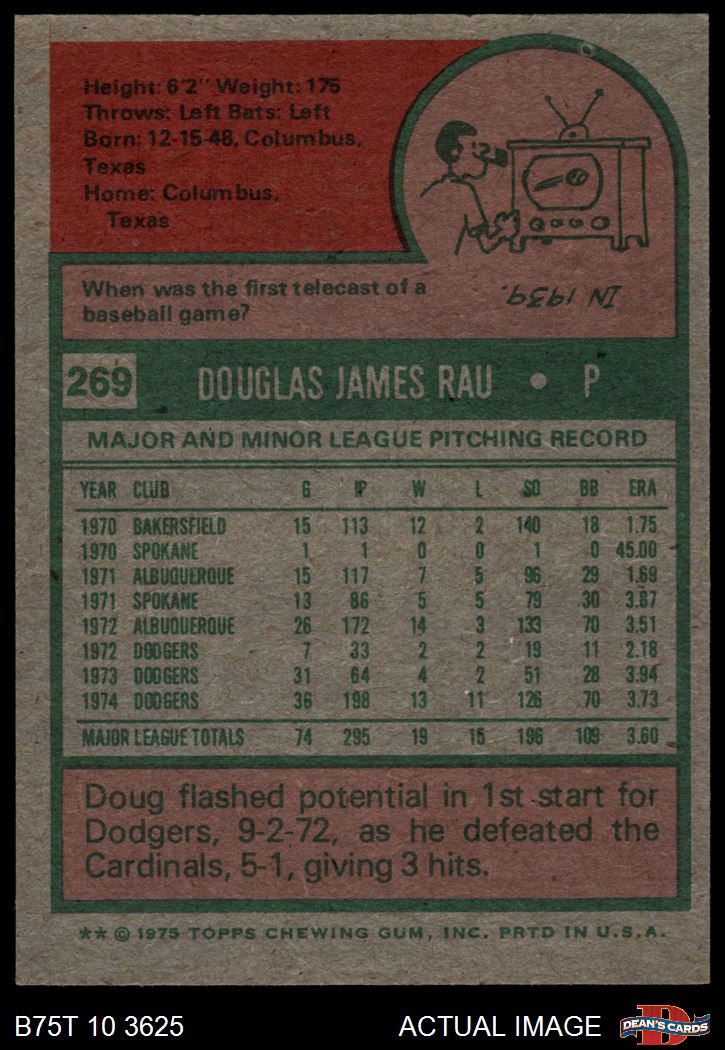 Height: 6'2" Weight: 175
Throws: Left Bats: Left
Born: 12-15-48, Columbus,
Texas
Home: Columbus,
Texas
When was the first telecast of a
baseball game?
IN 1939.
269 DOUGLAS JAMES RAU • P
MAJOR AND MINOR LEAGUE PITCHING RECORD
YEAR CLUB G IP W L SO BB ERA
1970 BAKERSFIELD 15 113 12 2 140 18 1.75
1970 SPOKANE 1 1 0 0 1 0 45.00
1971 ALBUQUERQUE 15 117 7 5 96 29 1.69
1971 SPOKANE 13 86 5 5 79 30 3.87
1972 ALBUQUERQUE 26 172 14 3 133 70 3.51
1972 DODGERS 7 33 2 2 19 11 2.18
1973 DODGERS 31 64 4 2 51 28 3.94
1974 DODGERS 36 198 13 11 126 70 3.73
MAJOR LEAGUE TOTALS 74 295 19 15 196 109 3.60
Doug flashed potential in 1st start for
Dodgers, 9-2-72, as he defeated the
Cardinals, 5-1, giving 3 hits.
** © 1975 TOPPS CHEWING GUM, INC. PRTD IN U.S.A.
B75T 10 3625 ACTUAL IMAGE D DEAN'S CARDS